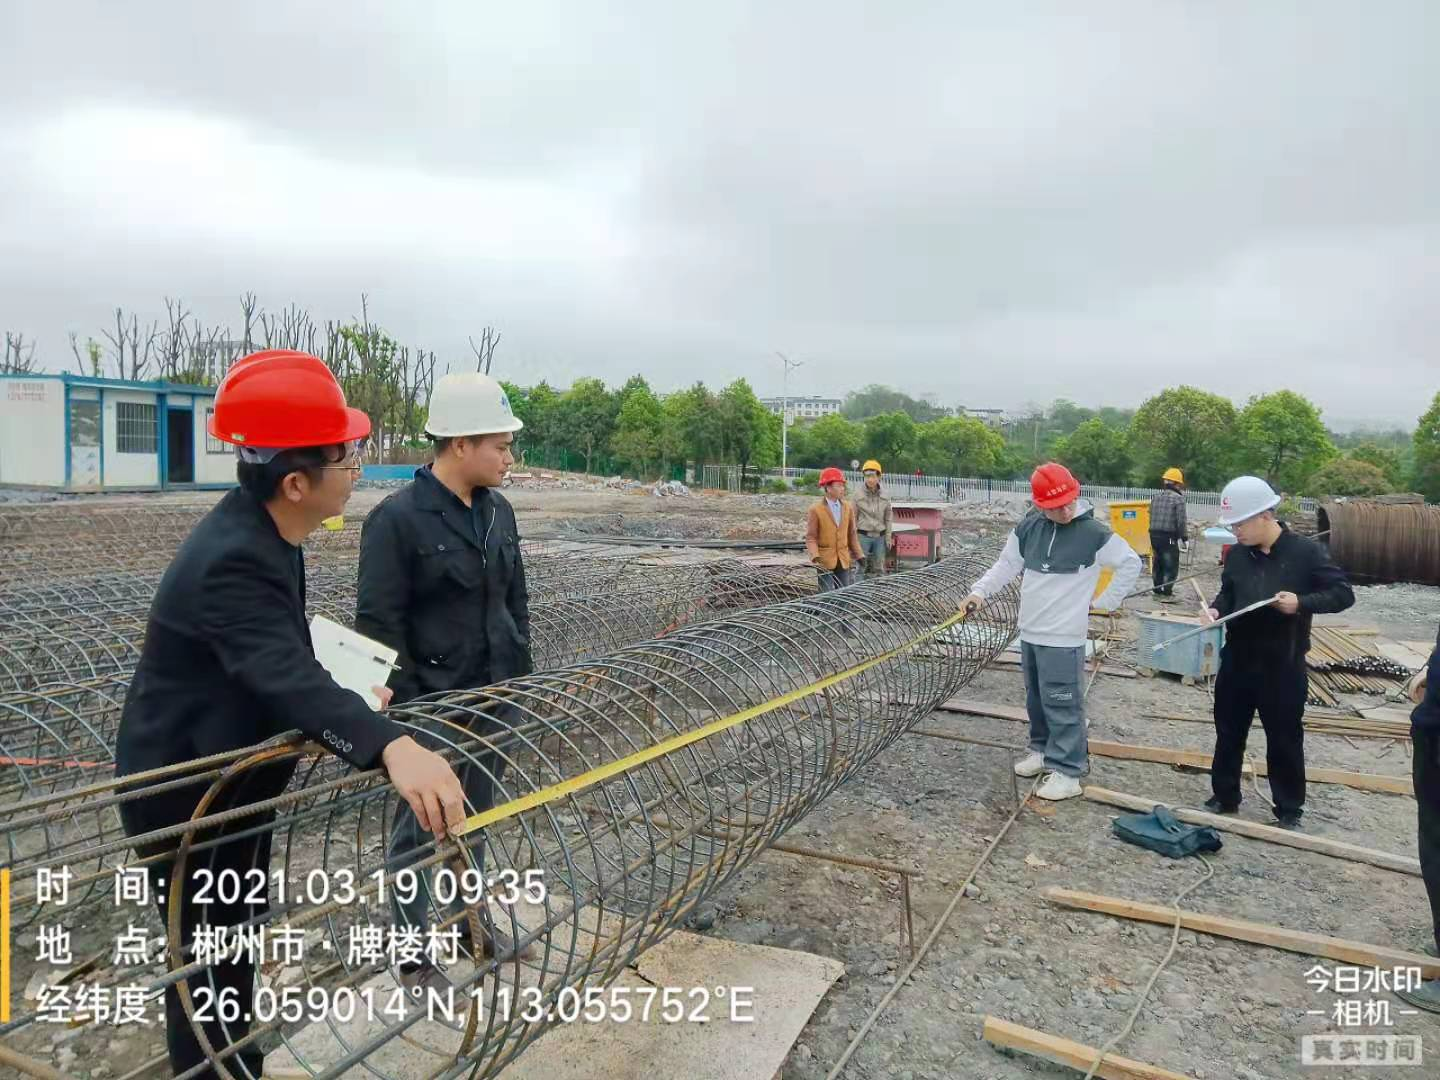 时 间：2021.03.19 09:35
地 点：郴州市·牌楼村
经纬度：26.059014°N,113.055752°E
今日水印
-相机-
真实时间